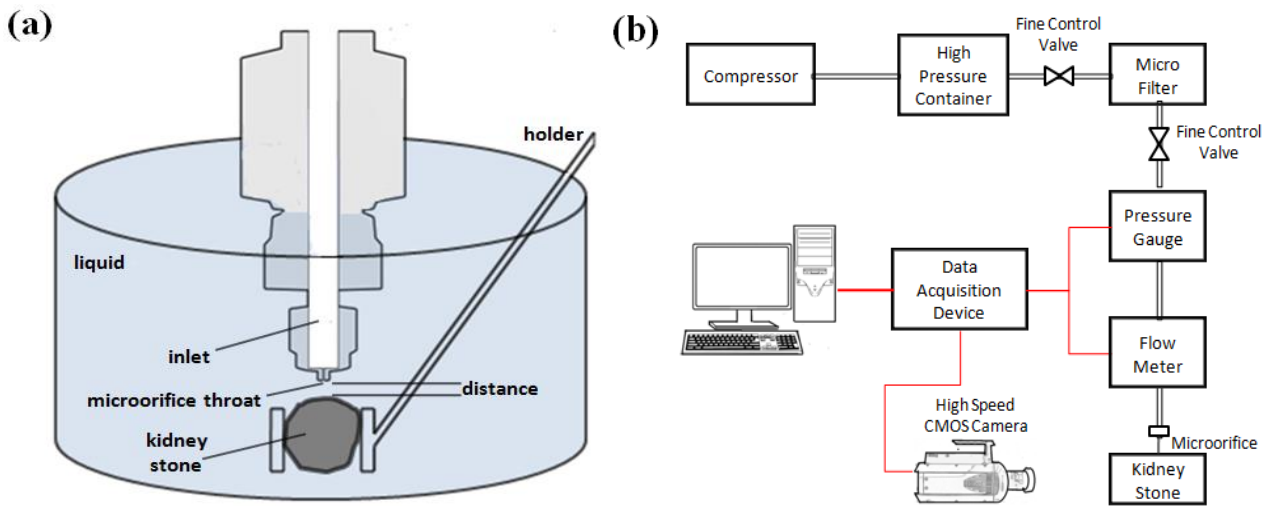 (a)
holder
liquid
inlet
microorifice throat
distance
kidney
stone
(b)
Compressor
High
Pressure
Container
Fine Control
Valve
Micro
Filter
Fine Control
Valve
Pressure
Gauge
Data
Acquisition
Device
Flow
Meter
High Speed
CMOS Camera
Microorifice
Kidney
Stone